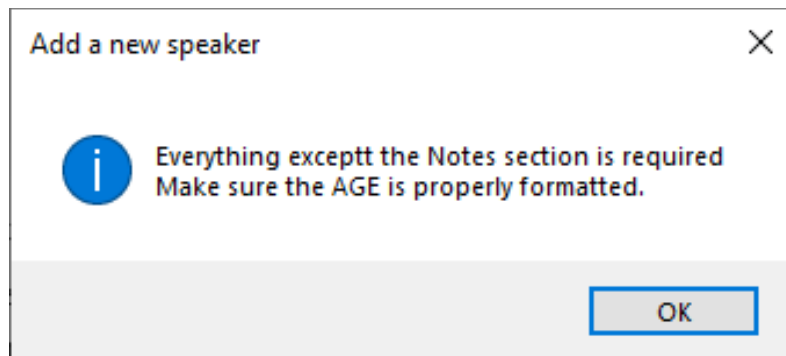 Add a new speaker
Everything exceptt the Notes section is required
Make sure the AGE is properly formatted.
OK